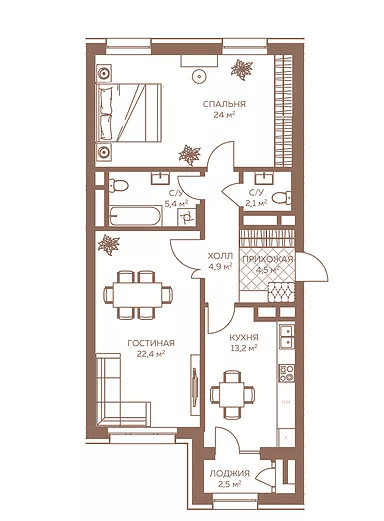 СПАЛЬНЯ
24 м²
С/У
5,4 м²
С/У
2,1 м²
ХОЛЛ
4,9 м²
ПРИХОЖАЯ
4,5 м²
ГОСТИНАЯ
22,4 м²
КУХНЯ
13,2 м²
ПМ
Х
ЛОДЖИЯ
2,5 м²